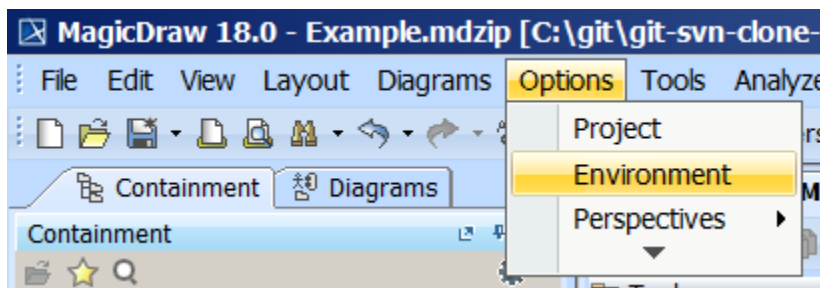 MagicDraw 18.0 - Example.mdzip [C:\git\git-svn-clone-
File Edit View Layout Diagrams Options Tools Analyze
Project
Environment
Containment Diagrams
Perspectives
Containment